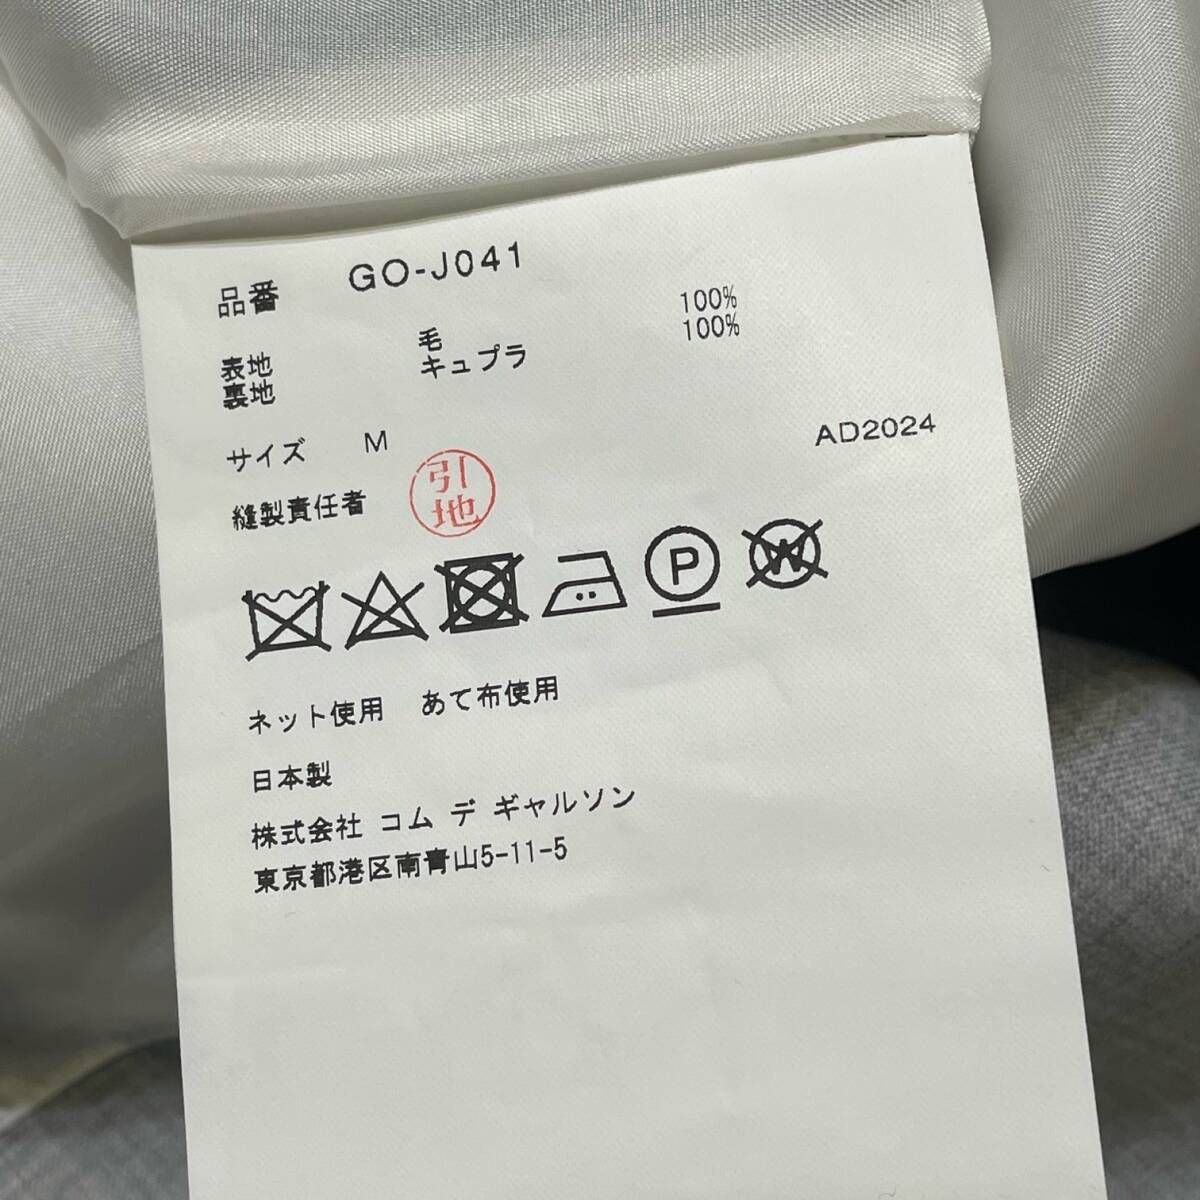 品番 GO-J041
表地 毛 100%
裏地 キュプラ 100%
サイズ M AD2024
縫製責任者 引地
P
W
ネット使用 あて布使用
日本製
株式会社 コム デ ギャルソン
東京都港区南青山5-11-5